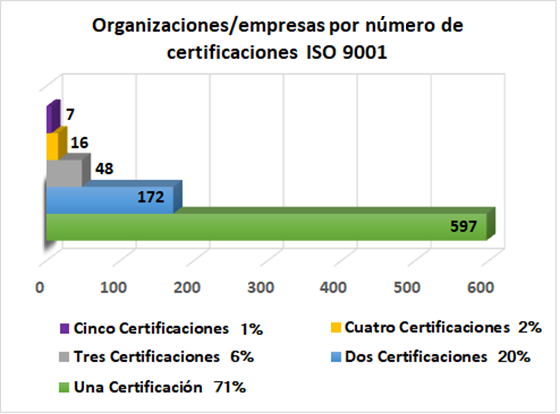 Organizaciones/empresas por número de
certificaciones ISO 9001
7
16
48
172
597
0 100 200 300 400 500 600
Cinco Certificaciones 1% Cuatro Certificaciones 2%
Tres Certificaciones 6% Dos Certificaciones 20%
Una Certificación 71%